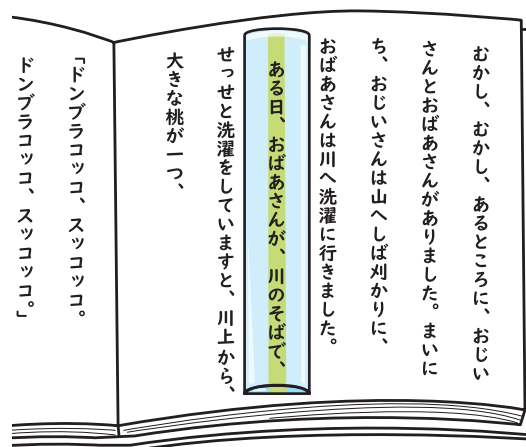 むかし、むかし、あるところに、おじい
さんとおばあさんがありました。まいに
ち、おじいさんは山へしば刈かりに、
おばあさんは川へ洗濯に行きました。
ある日、おばあさんが、川のそばで、
せっせと洗濯をしていますと、川上から、
大きな桃が一つ、
「ドンブラコッコ、スッコッコ。
ドンブラコッコ、スッコッコ。」